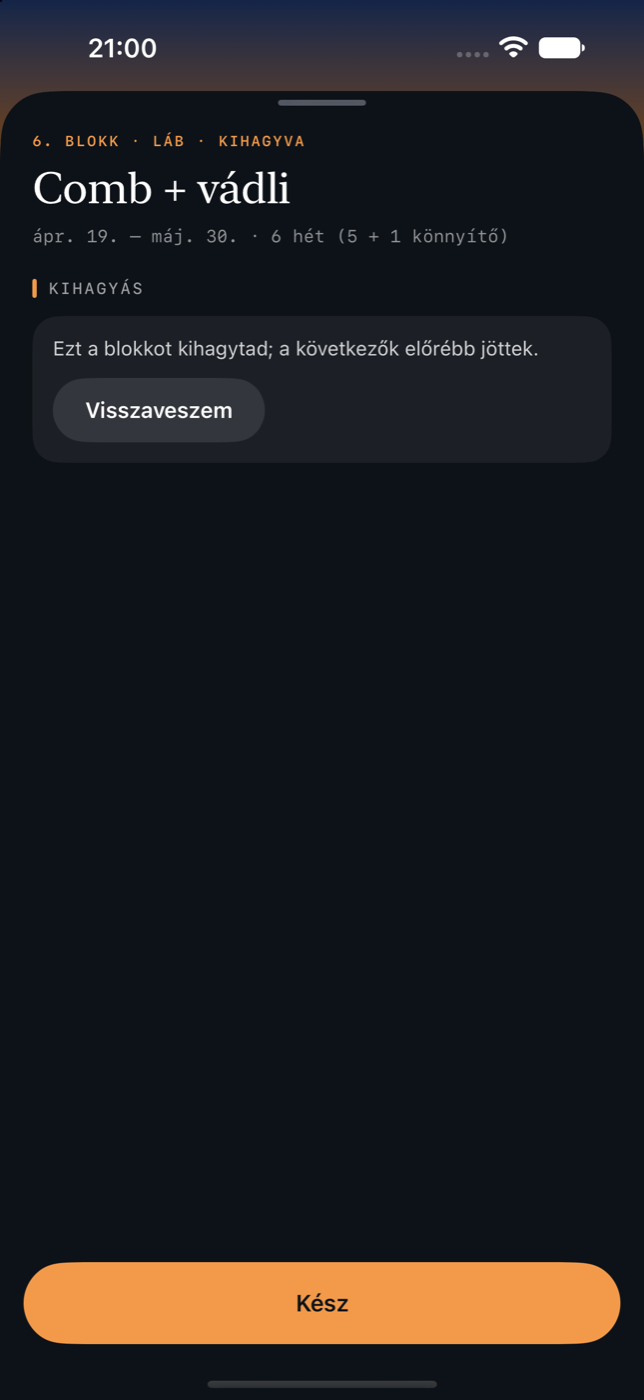 21:00
6. BLOKK · LÁB · KIHAGYVA
Comb + vádli
ápr. 19. — máj. 30. · 6 hét (5 + 1 könnyítő)
KIHAGYÁS
Ezt a blokkot kihagytad; a következők előrébb jöttek.
Visszaveszem
Kész